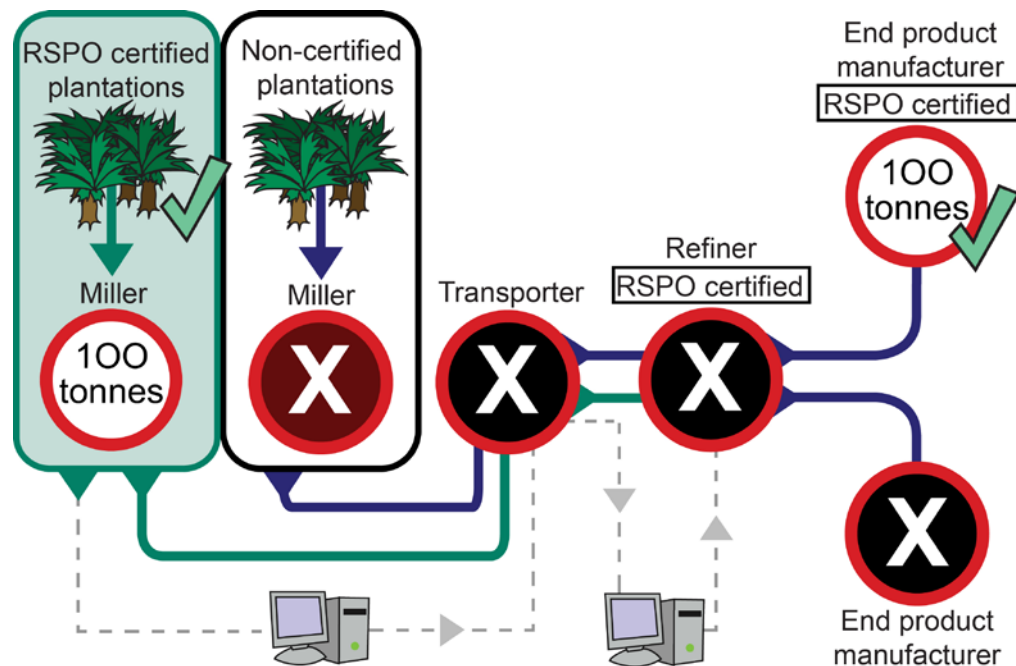 RSPO certified
plantations
Miller
100
tonnes
Non-certified
plantations
Miller
X
Transporter
X
Refiner
RSPO certified
X
End product
manufacturer
RSPO certified
100
tonnes
X
End product
manufacturer